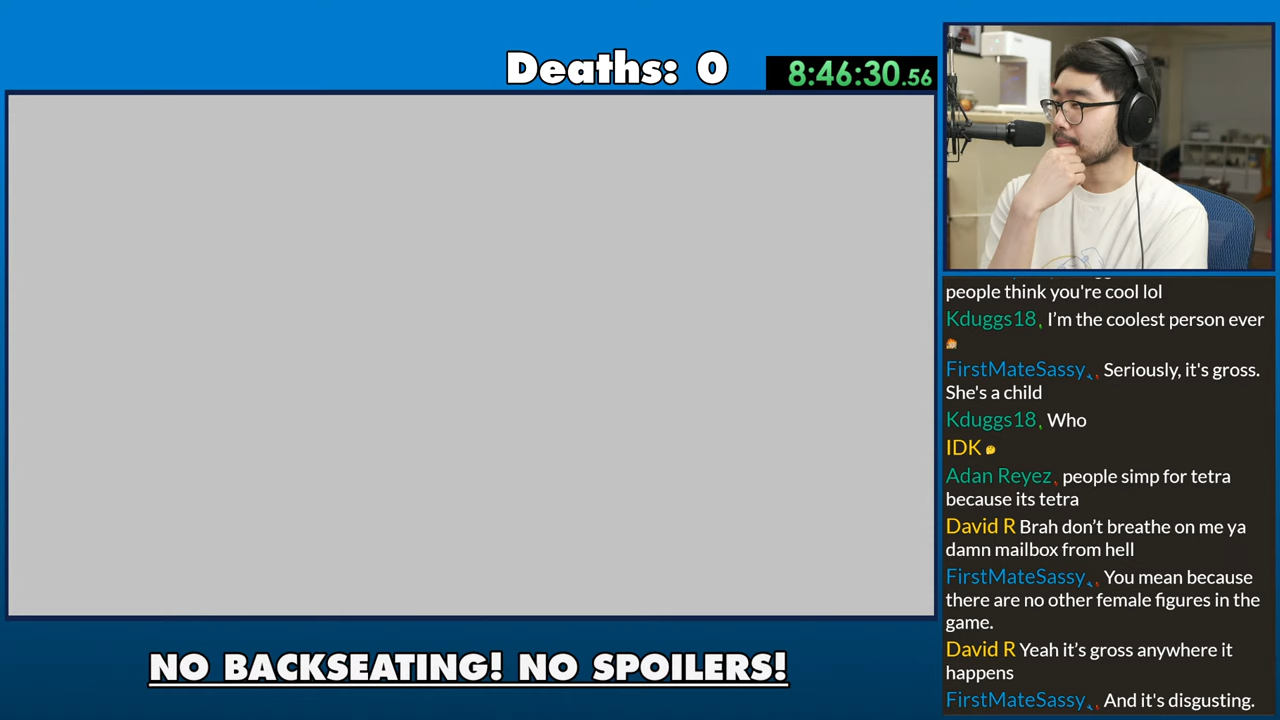 Deaths: 0
8:46:30.56
people think you're cool lol
Kduggs18 I'm the coolest person ever
FirstMateSassy Seriously, it's gross.
She's a child
Kduggs18 Who
IDK
Adan Reyez people simp for tetra
because its tetra
David R Brah don't breathe on me ya
damn mailbox from hell
FirstMateSassy You mean because
there are no other female figures in the
game.
David R Yeah it's gross anywhere it
happens
FirstMateSassy And it's disgusting.
NO BACKSEATING! NO SPOILERS!